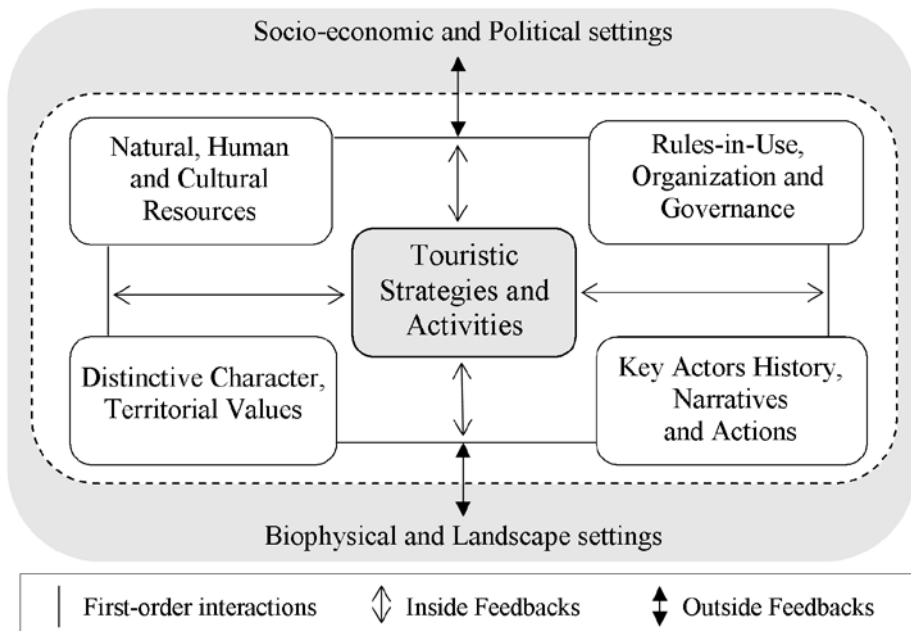 Socio-economic and Political settings
Natural, Human
and Cultural
Resources
Rules-in-Use,
Organization and
Governance
Touristic
Strategies and
Activities
Distinctive Character,
Territorial Values
Key Actors History,
Narratives
and Actions
Biophysical and Landscape settings
First-order interactions
Inside Feedbacks
Outside Feedbacks